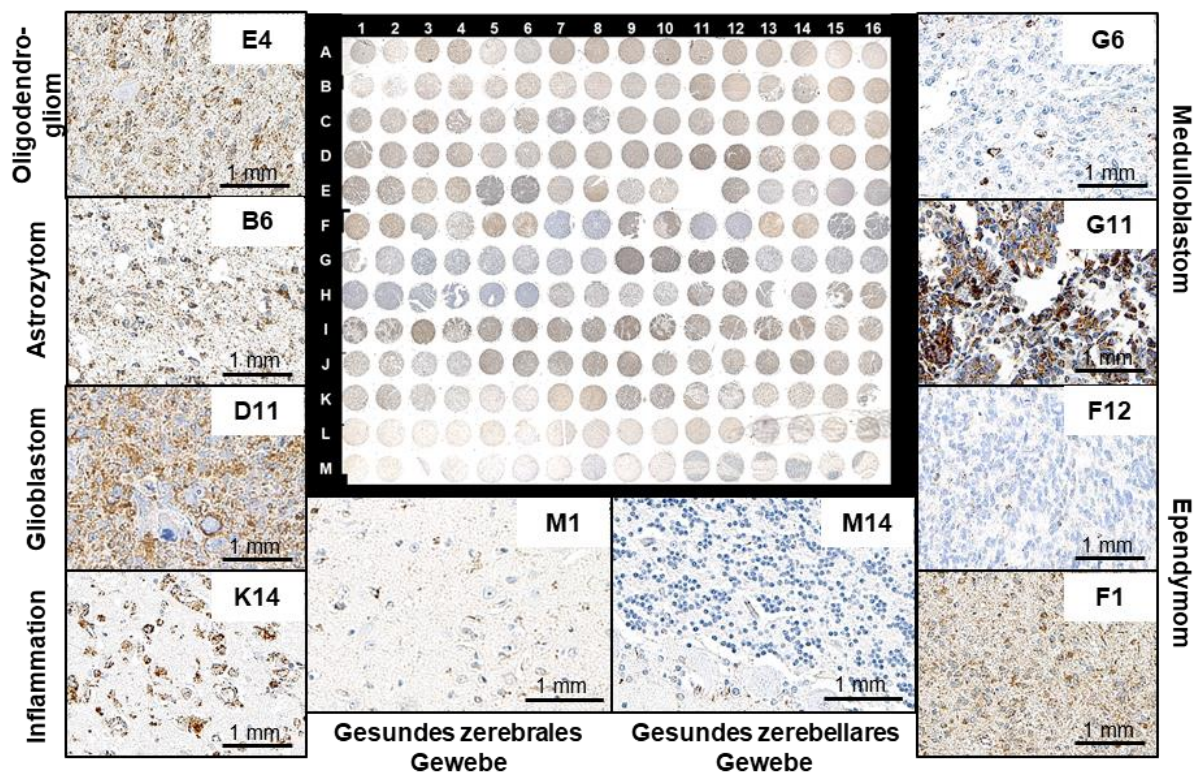 Oligodendro-
gliom
E4
1 mm
Astrozytom
B6
1 mm
Glioblastom
D11
1 mm
Inflammation
K14
1 mm
1 2 3 4 5 6 7 8 9 10 11 12 13 14 15 16
A
B
C
D
E
F
G
H
I
J
K
L
M
M1
1 mm
Gesundes zerebrales
Gewebe
M14
1 mm
Gesundes zerebellares
Gewebe
G6
1 mm
G11
1 mm
Medulloblastom
F12
1 mm
F1
1 mm
Ependymom